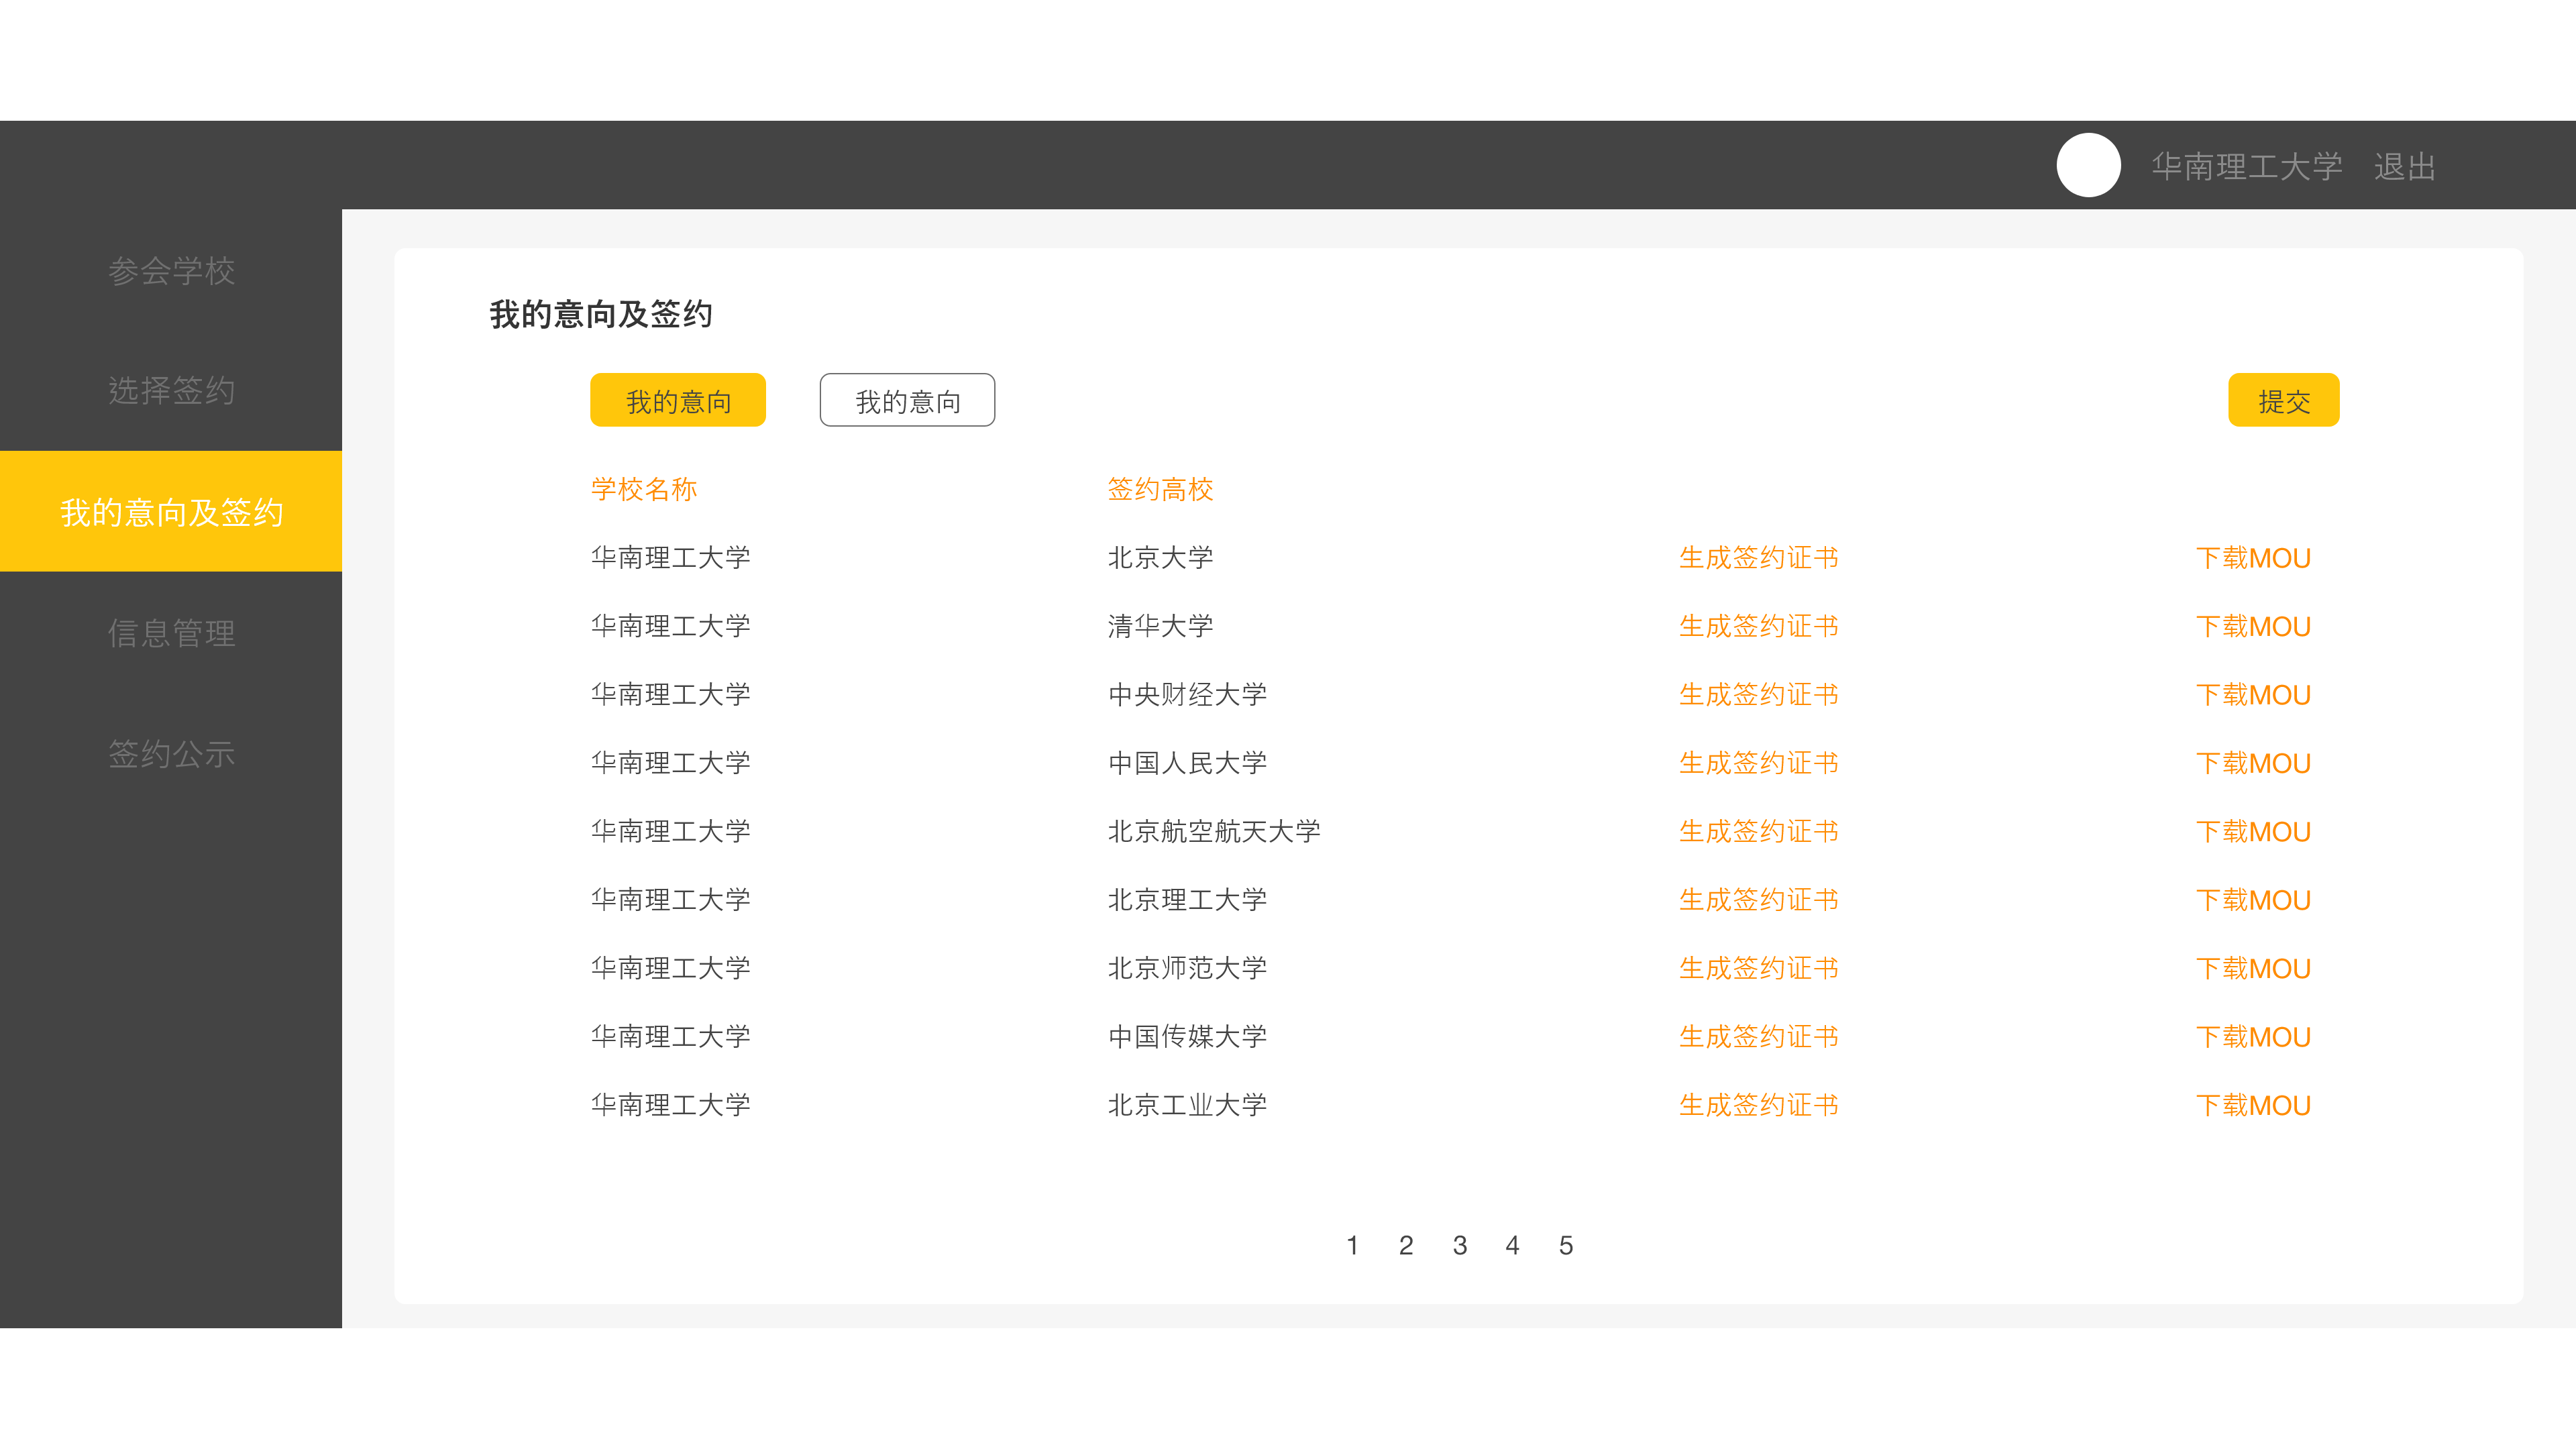 华南理工大学 退出
参会学校
选择签约
我的意向及签约
信息管理
签约公示
我的意向及签约
我的意向 我的意向 提交
学校名称 签约高校
华南理工大学 北京大学 生成签约证书 下载MOU
华南理工大学 清华大学 生成签约证书 下载MOU
华南理工大学 中央财经大学 生成签约证书 下载MOU
华南理工大学 中国人民大学 生成签约证书 下载MOU
华南理工大学 北京航空航天大学 生成签约证书 下载MOU
华南理工大学 北京理工大学 生成签约证书 下载MOU
华南理工大学 北京师范大学 生成签约证书 下载MOU
华南理工大学 中国传媒大学 生成签约证书 下载MOU
华南理工大学 北京工业大学 生成签约证书 下载MOU
1 2 3 4 5